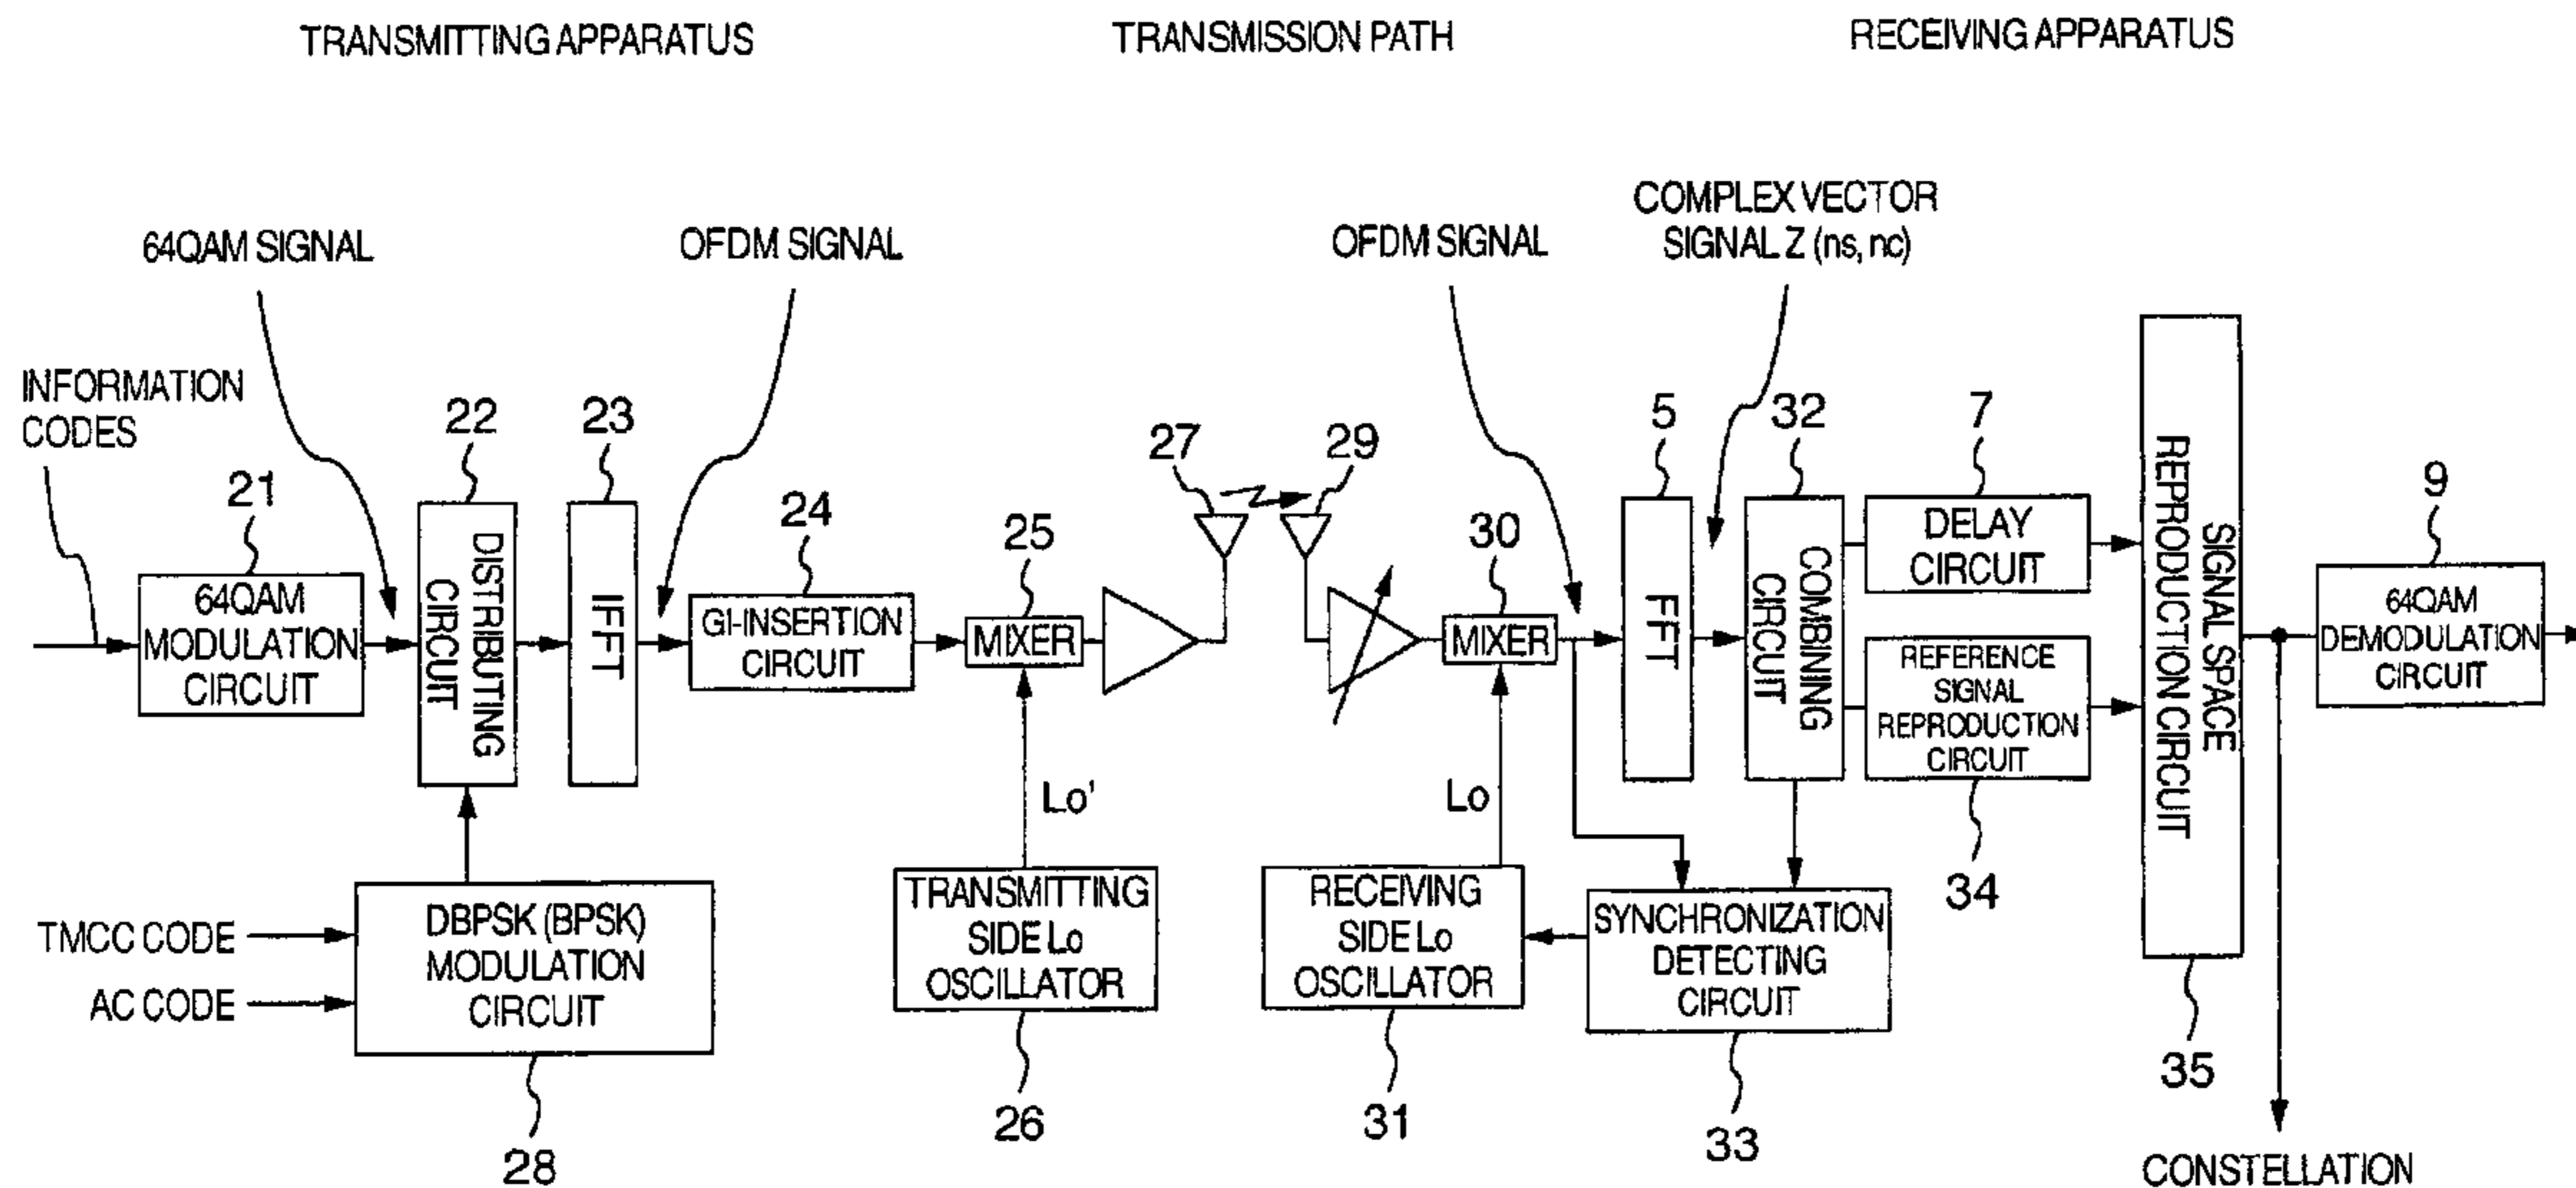 TRANSMITTING APPARATUS
TRANSMISSION PATH
RECEIVING APPARATUS
64QAM SIGNAL
OFDM SIGNAL
OFDM SIGNAL
COMPLEX VECTOR
SIGNAL Z (ns, nc)
INFORMATION
CODES
21
64QAM
MODULATION
CIRCUIT
22
DISTRIBUTING
CIRCUIT
23
IFFT
24
GI-INSERTION
CIRCUIT
25
MIXER
27
29
30
MIXER
5
FFT
32
COMBINING
CIRCUIT
7
DELAY
CIRCUIT
REFERENCE
SIGNAL
REPRODUCTION
CIRCUIT
34
SIGNAL SPACE
REPRODUCTION CIRCUIT
35
9
64QAM
DEMODULATION
CIRCUIT
Lo'
Lo
TMCC CODE
AC CODE
DBPSK (BPSK)
MODULATION
CIRCUIT
28
TRANSMITTING
SIDE Lo
OSCILLATOR
26
RECEIVING
SIDE Lo
OSCILLATOR
31
SYNCHRONIZATION
DETECTING
CIRCUIT
33
CONSTELLATION